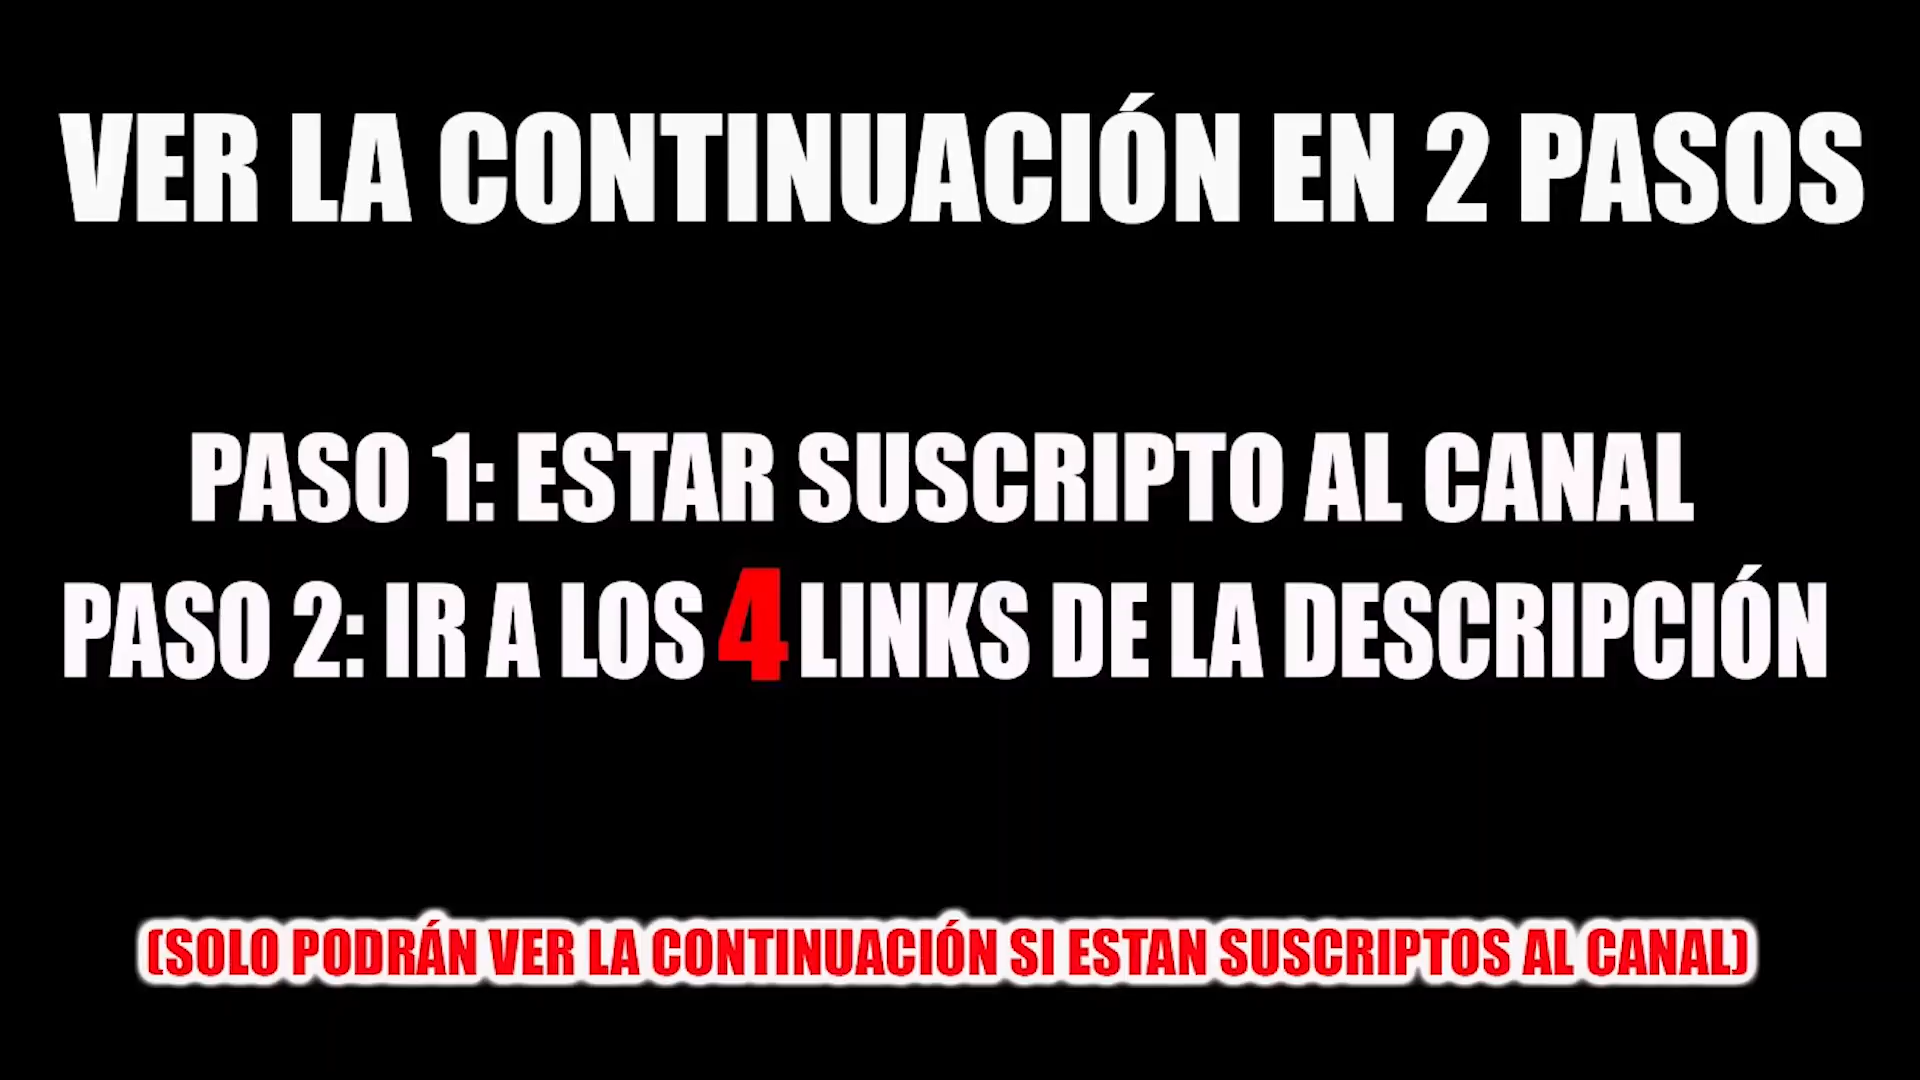 VER LA CONTINUACIÓN EN 2 PASOS
PASO 1: ESTAR SUSCRIPTO AL CANAL
PASO 2: IR A LOS 4 LINKS DE LA DESCRIPCIÓN
(SOLO PODRÁN VER LA CONTINUACIÓN SI ESTAN SUSCRIPTOS AL CANAL)